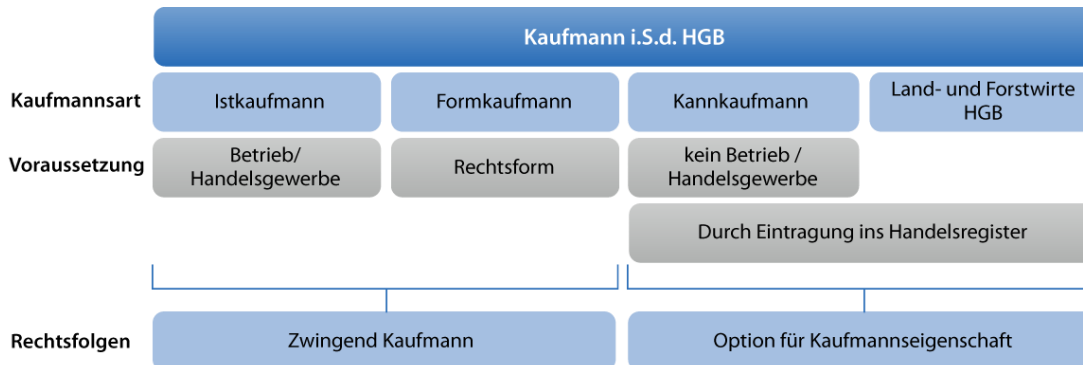 Kaufmann i.S.d. HGB
Kaufmannsart
Istkaufmann
Formkaufmann
Kannkaufmann
Land- und Forstwirte
HGB
Voraussetzung
Betrieb/
Handelsgewerbe
Rechtsform
kein Betrieb /
Handelsgewerbe
Durch Eintragung ins Handelsregister
Rechtsfolgen
Zwingend Kaufmann
Option für Kaufmannseigenschaft